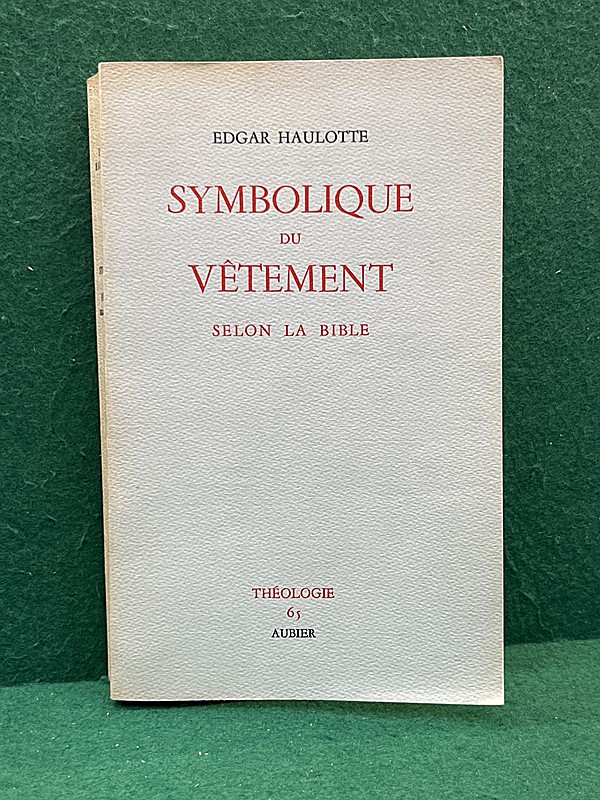 EDGAR HAULOTTE
SYMBOLIQUE
DU
VÊTEMENT
SELON LA BIBLE
THÉOLOGIE
65
AUBIER